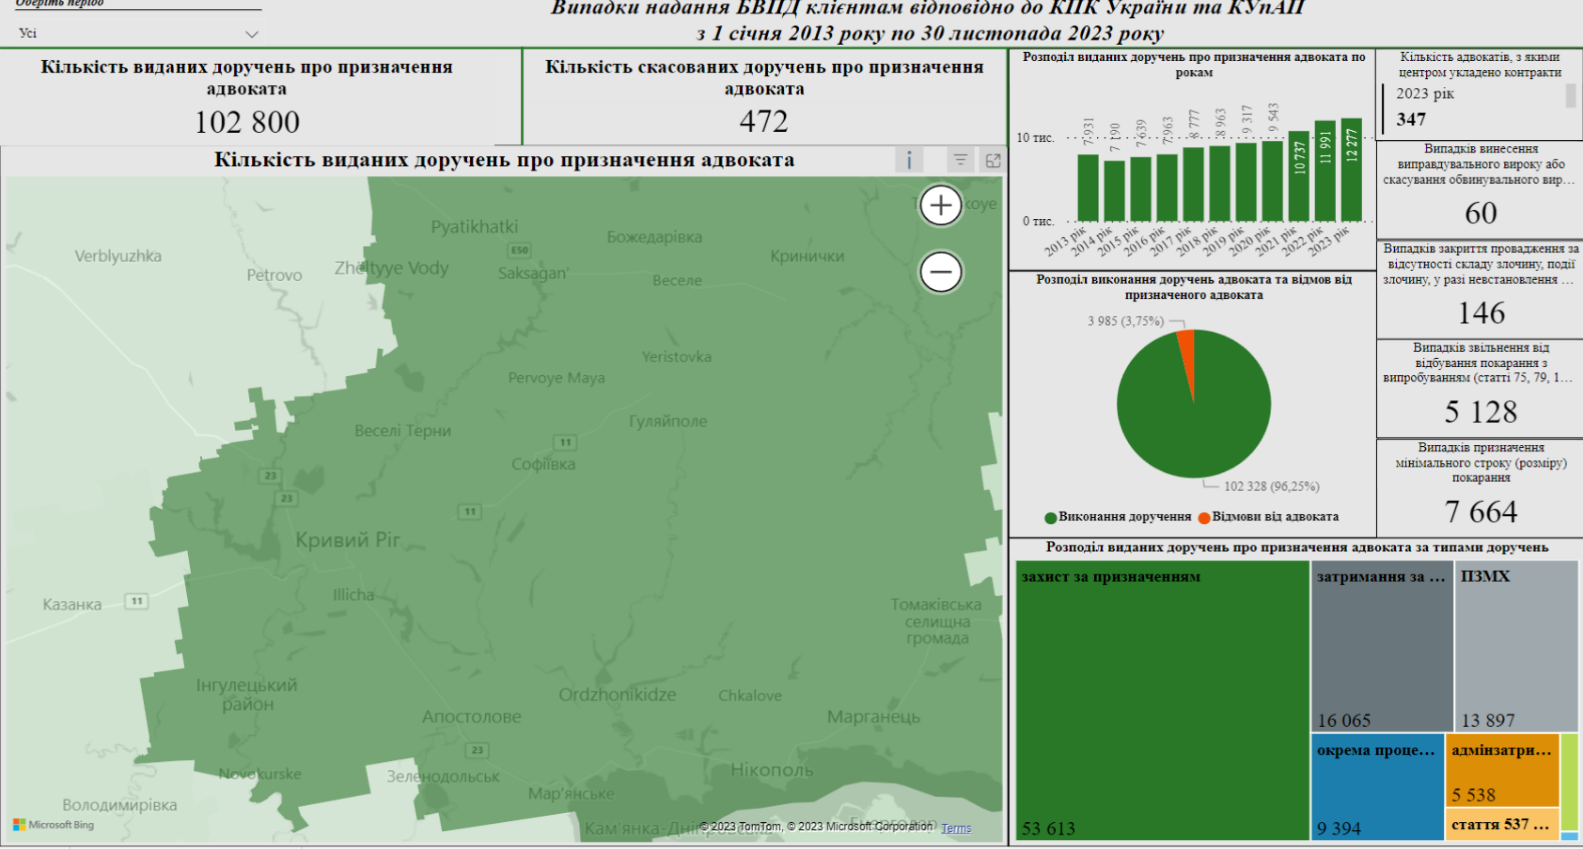 Оберіть період
Усі
Випадки надання БВПД клієнтам відповідно до КПК України та КУпАП
з 1 січня 2013 року по 30 листопада 2023 року
Кількість виданих доручень про призначення
адвоката
102 800
Кількість скасованих доручень про призначення
адвоката
472
Кількість виданих доручень про призначення адвоката
Pyatikhatki
Божедарівка
Verblyuzhka
E50
Кринички
Petrovo
Zhëltyye Vody
Saksagan'
Веселе
Yeristovka
Pervoye Maya
Веселі Терни
Гуляйполе
11
Софіївка
23
23
11
Кривий Ріг
Казанка
11
Illicha
Томаківська
селищна
громада
Інгулецький
район
Ordzhonikidze
Chkalove
Апостолове
Марганець
23
Novokurske
Зеленодольськ
Нікополь
Мар'янське
Володимирівка
Microsoft Bing
© 2023 TomTom, © 2023 Microsoft Corporation Terms
Розподіл виданих доручень про призначення адвоката по
рокам
10 тис.
0 тис.
7 931
7 190
7 639
7 963
8 777
8 963
9 317
9 543
10 737
11 991
12 277
2013 рік
2014 рік
2015 рік
2016 рік
2017 рік
2018 рік
2019 рік
2020 рік
2021 рік
2022 рік
2023 рік
Розподіл виконання доручень адвоката та відмов від
призначеного адвоката
3 985 (3,75%)
102 328 (96,25%)
Виконання доручення Відмови від адвоката
Кількість адвокатів, з якими
центром укладено контракти
2023 рік
347
Випадків винесення
виправдувального вироку або
скасування обвинувального вир…
60
Випадків закриття провадження за
відсутності складу злочину, події
злочину, у разі невстановлення …
146
Випадків звільнення від
відбування покарання з
випробуванням (статті 75, 79, 1…
5 128
Випадків призначення
мінімального строку (розміру)
покарання
7 664
Розподіл виданих доручень про призначення адвоката за типами доручень
захист за призначенням
53 613
затримання за …
16 065
ПЗМХ
13 897
окрема проце…
9 394
адмінзатри…
5 538
стаття 537 …